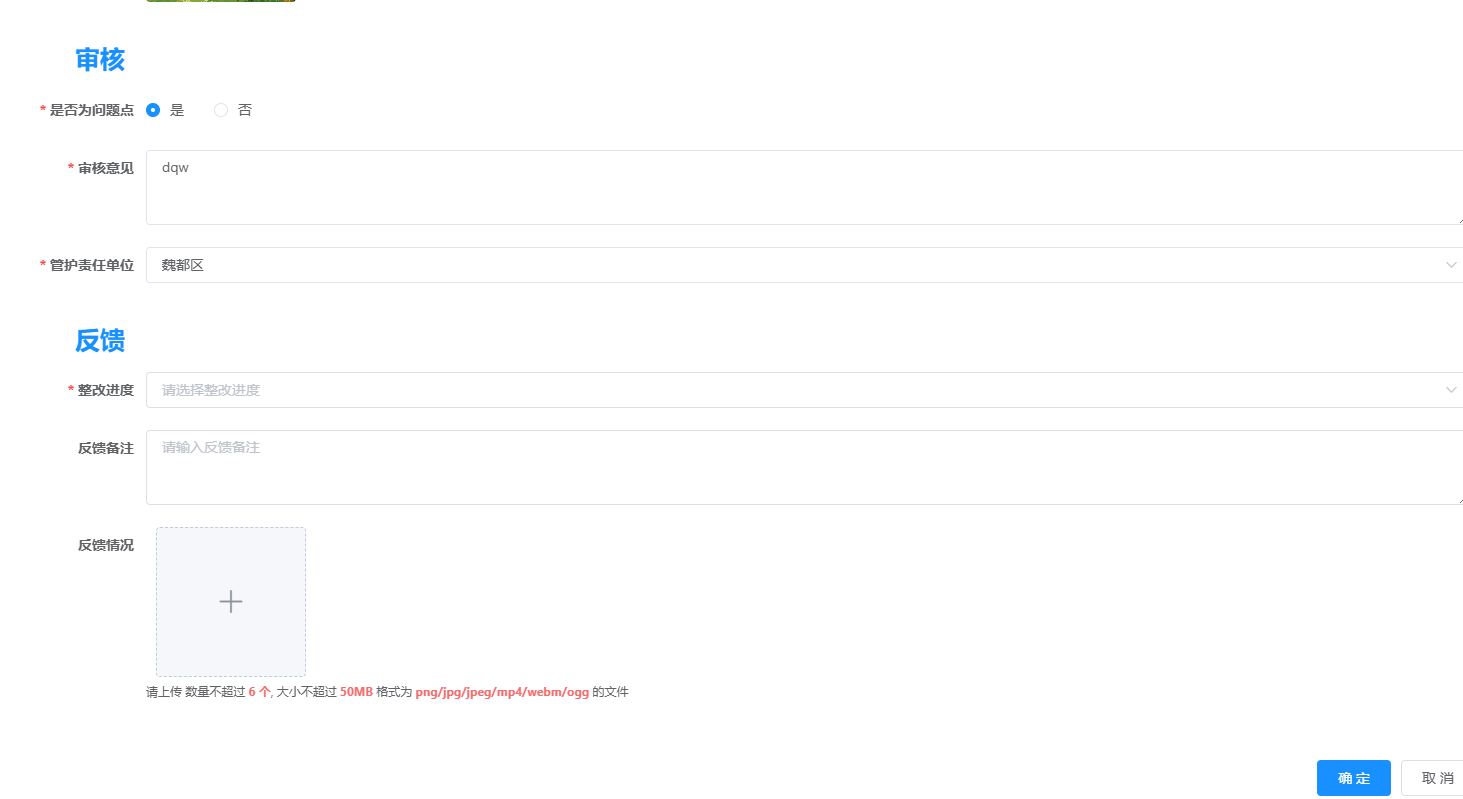 审核
* 是否为问题点 是 否
* 审核意见 dqw
* 管护责任单位 魏都区
反馈
* 整改进度 请选择整改进度
反馈备注 请输入反馈备注
反馈情况
请上传 数量不超过 6 个, 大小不超过 50MB 格式为 png/jpg/jpeg/mp4/webm/ogg 的文件
确 定 取 消